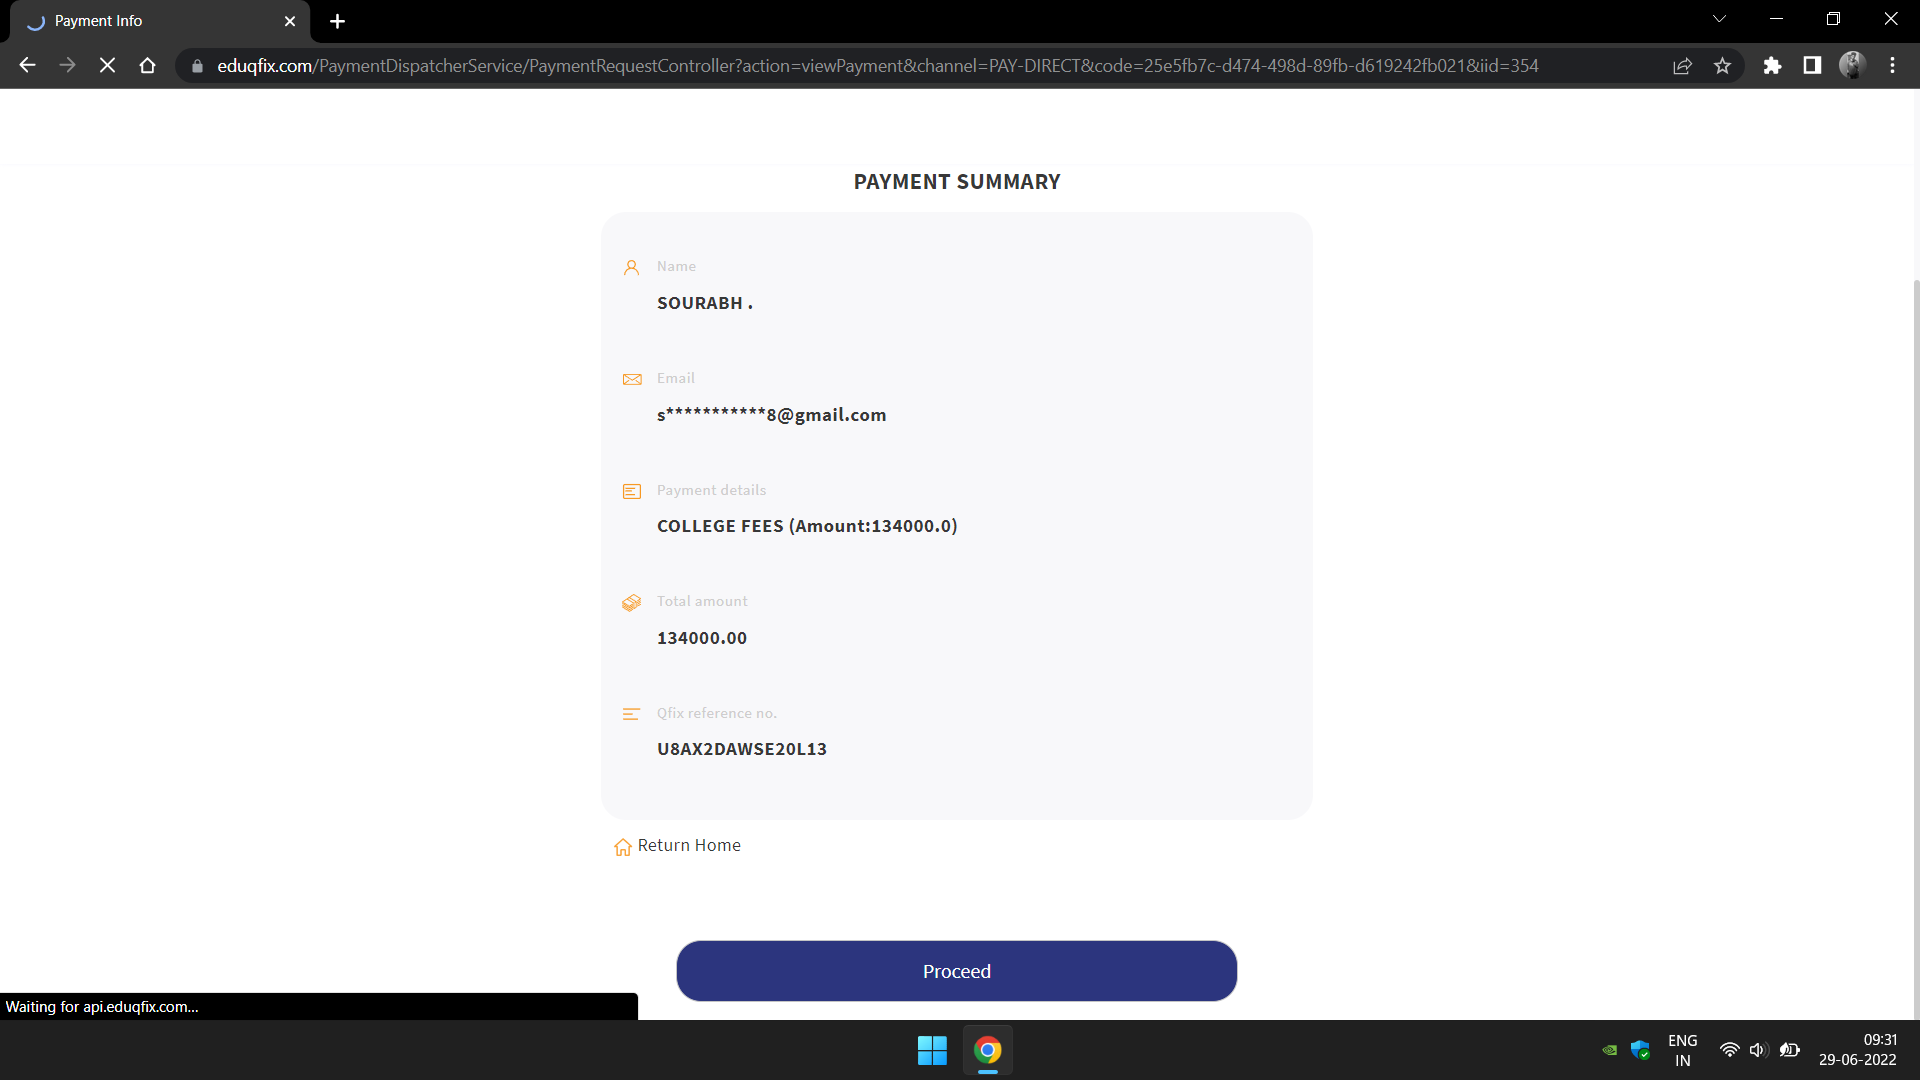 Payment Info
eduqfix.com/PaymentDispatcherService/PaymentRequestController?action=viewPayment&channel=PAY-DIRECT&code=25e5fb7c-d474-498d-89fb-d619242fb021&iid=354
PAYMENT SUMMARY
Name
SOURABH .
Email
s***********8@gmail.com
Payment details
COLLEGE FEES (Amount:134000.0)
Total amount
134000.00
Qfix reference no.
U8AX2DAWSE20L13
Return Home
Proceed
Waiting for api.eduqfix.com...
ENG
IN
09:31
29-06-2022